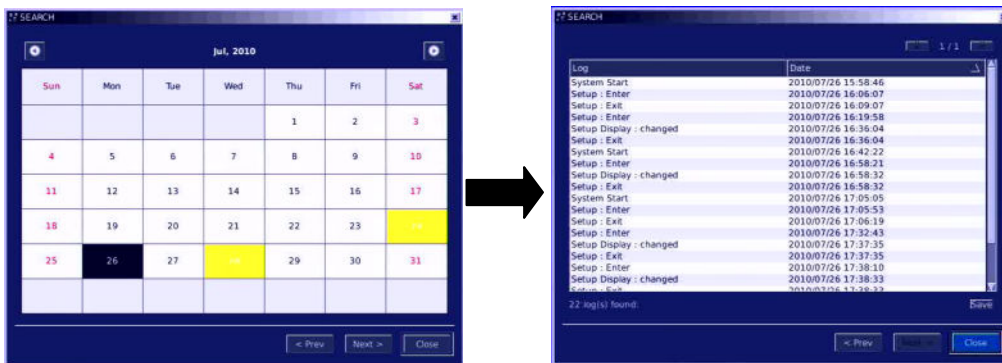 SEARCH
Jul, 2010
Sun Mon Tue Wed Thu Fri Sat
1 2 3
4 5 6 7 8 9 10
11 12 13 14 15 16 17
18 19 20 21 22 23
25 26 27 29 30 31
< Prev Next > Close
SEARCH
1 / 1
Log Date
System Start 2010/07/26 15:58:46
Setup : Enter 2010/07/26 16:06:07
Setup : Exit 2010/07/26 16:09:07
Setup : Enter 2010/07/26 16:19:58
Setup Display : changed 2010/07/26 16:36:04
Setup : Exit 2010/07/26 16:36:04
System Start 2010/07/26 16:42:22
Setup : Enter 2010/07/26 16:58:21
Setup Display : changed 2010/07/26 16:58:32
Setup : Exit 2010/07/26 16:58:32
System Start 2010/07/26 17:05:05
Setup : Enter 2010/07/26 17:05:53
Setup : Exit 2010/07/26 17:06:19
Setup : Enter 2010/07/26 17:32:43
Setup Display : changed 2010/07/26 17:37:35
Setup : Exit 2010/07/26 17:37:35
Setup : Enter 2010/07/26 17:38:10
Setup Display : changed 2010/07/26 17:38:33
Setup : Exit 2010/07/26 17:38:33
22 log(s) found. Save
< Prev Close